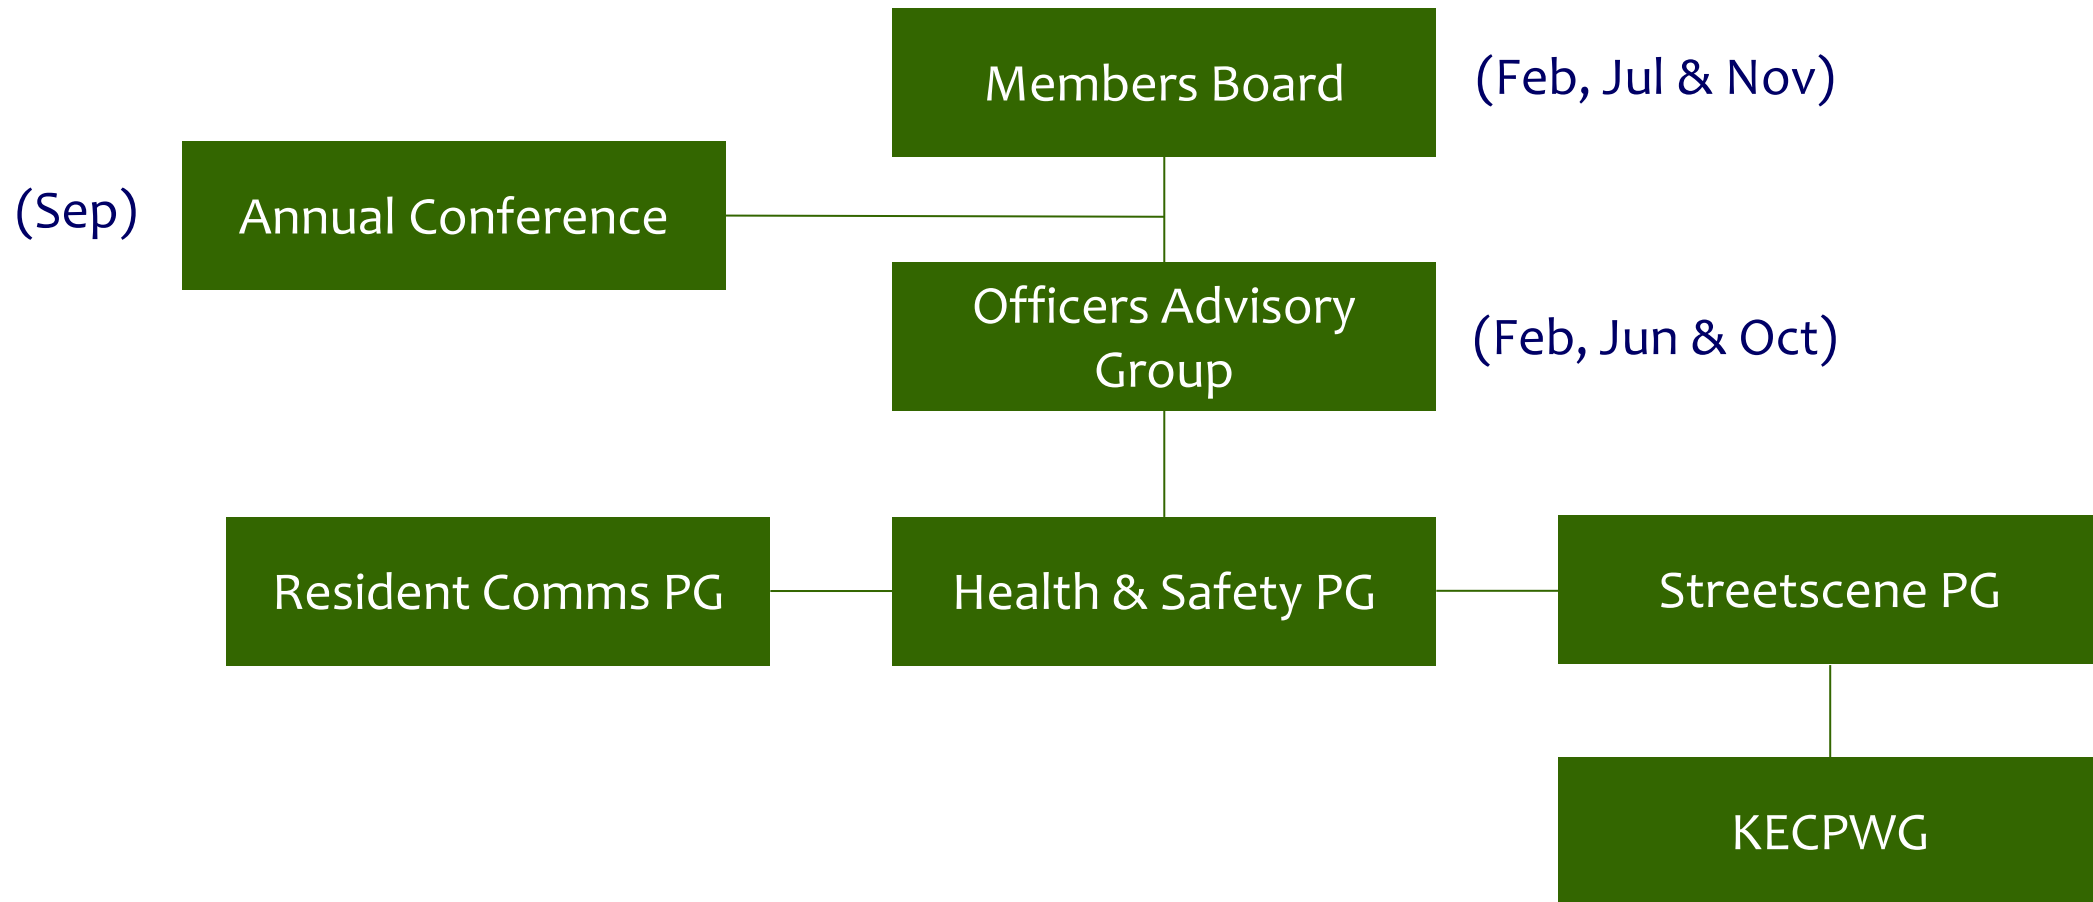 Members Board
(Feb, Jul & Nov)
(Sep)
Annual Conference
Officers Advisory
Group
(Feb, Jun & Oct)
Resident Comms PG
Health & Safety PG
Streetscene PG
KECPWG